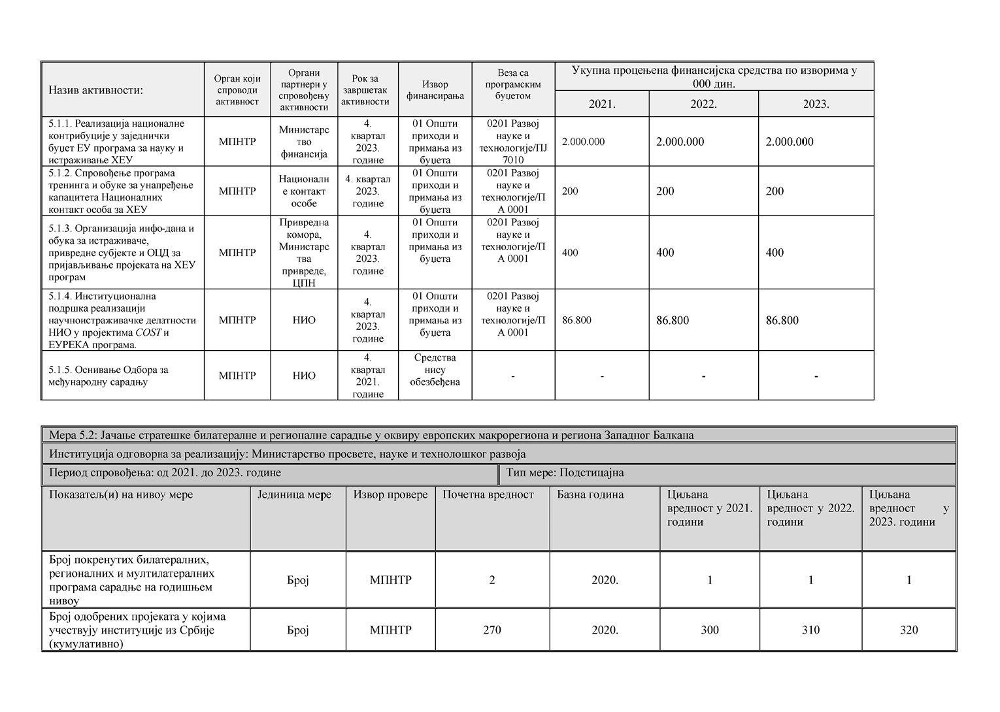 Назив активности:
Орган који
спроводи
активност
Органи
партнери у
спровођењу
активности
Рок за
завршетак
активности
Извор
финансирања
Веза са
програмским
буџетом
Укупна процењена финансијска средства по изворима у
000 дин.
2021.
2022.
2023.
5.1.1. Реализација националне
контрибуције у заједнички
буџет ЕУ програма за науку и
истраживање ХЕУ
МПНТР
Министарс
тво
финансија
4.
квартал
2023.
године
01 Општи
приходи и
примања из
буџета
0201 Развој
науке и
технологије/ПЈ
7010
2.000.000
2.000.000
2.000.000
5.1.2. Спровођење програма
тренинга и обуке за унапређење
капацитета Националних
контакт особа за ХЕУ
МПНТР
Националн
е контакт
особе
4. квартал
2023.
године
01 Општи
приходи и
примања из
буџета
0201 Развој
науке и
технологије/П
А 0001
200
200
200
5.1.3. Организација инфо-дана и
обука за истраживаче,
привредне субјекте и ОЦД за
пријављивање пројеката на ХЕУ
програм
МПНТР
Привредна
комора,
Министарс
тва
привреде,
ЦПН
4.
квартал
2023.
године
01 Општи
приходи и
примања из
буџета
0201 Развој
науке и
технологије/П
А 0001
400
400
400
5.1.4. Институционална
подршка реализацији
научноистраживачке делатности
НИО у пројектима COST и
ЕУРЕКА програма.
МПНТР
НИО
4.
квартал
2023.
године
01 Општи
приходи и
примања из
буџета
0201 Развој
науке и
технологије/П
А 0001
86.800
86.800
86.800
5.1.5. Оснивање Одбора за
међународну сарадњу
МПНТР
НИО
4.
квартал
2021.
године
Средства
нису
обезбеђена
-
-
-
-
Мера 5.2: Јачање стратешке билатералне и регионалне сарадње у оквиру европских макрорегиона и региона Западног Балкана
Институција одговорна за реализацију: Министарство просвете, науке и технолошког развоја
Период спровођења: од 2021. до 2023. године
Тип мере: Подстицајна
Показатељ(и) на нивоу мере
Јединица мере
Извор провере
Почетна вредност
Базна година
Циљана
вредност у 2021.
години
Циљана
вредност у 2022.
години
Циљана
вредност у
2023. години
Број покренутих билатералних,
регионалних и мултилатералних
програма сарадње на годишњем
нивоу
Број
МПНТР
2
2020.
1
1
1
Број одобрених пројеката у којима
учествују институције из Србије
(кумулативно)
Број
МПНТР
270
2020.
300
310
320